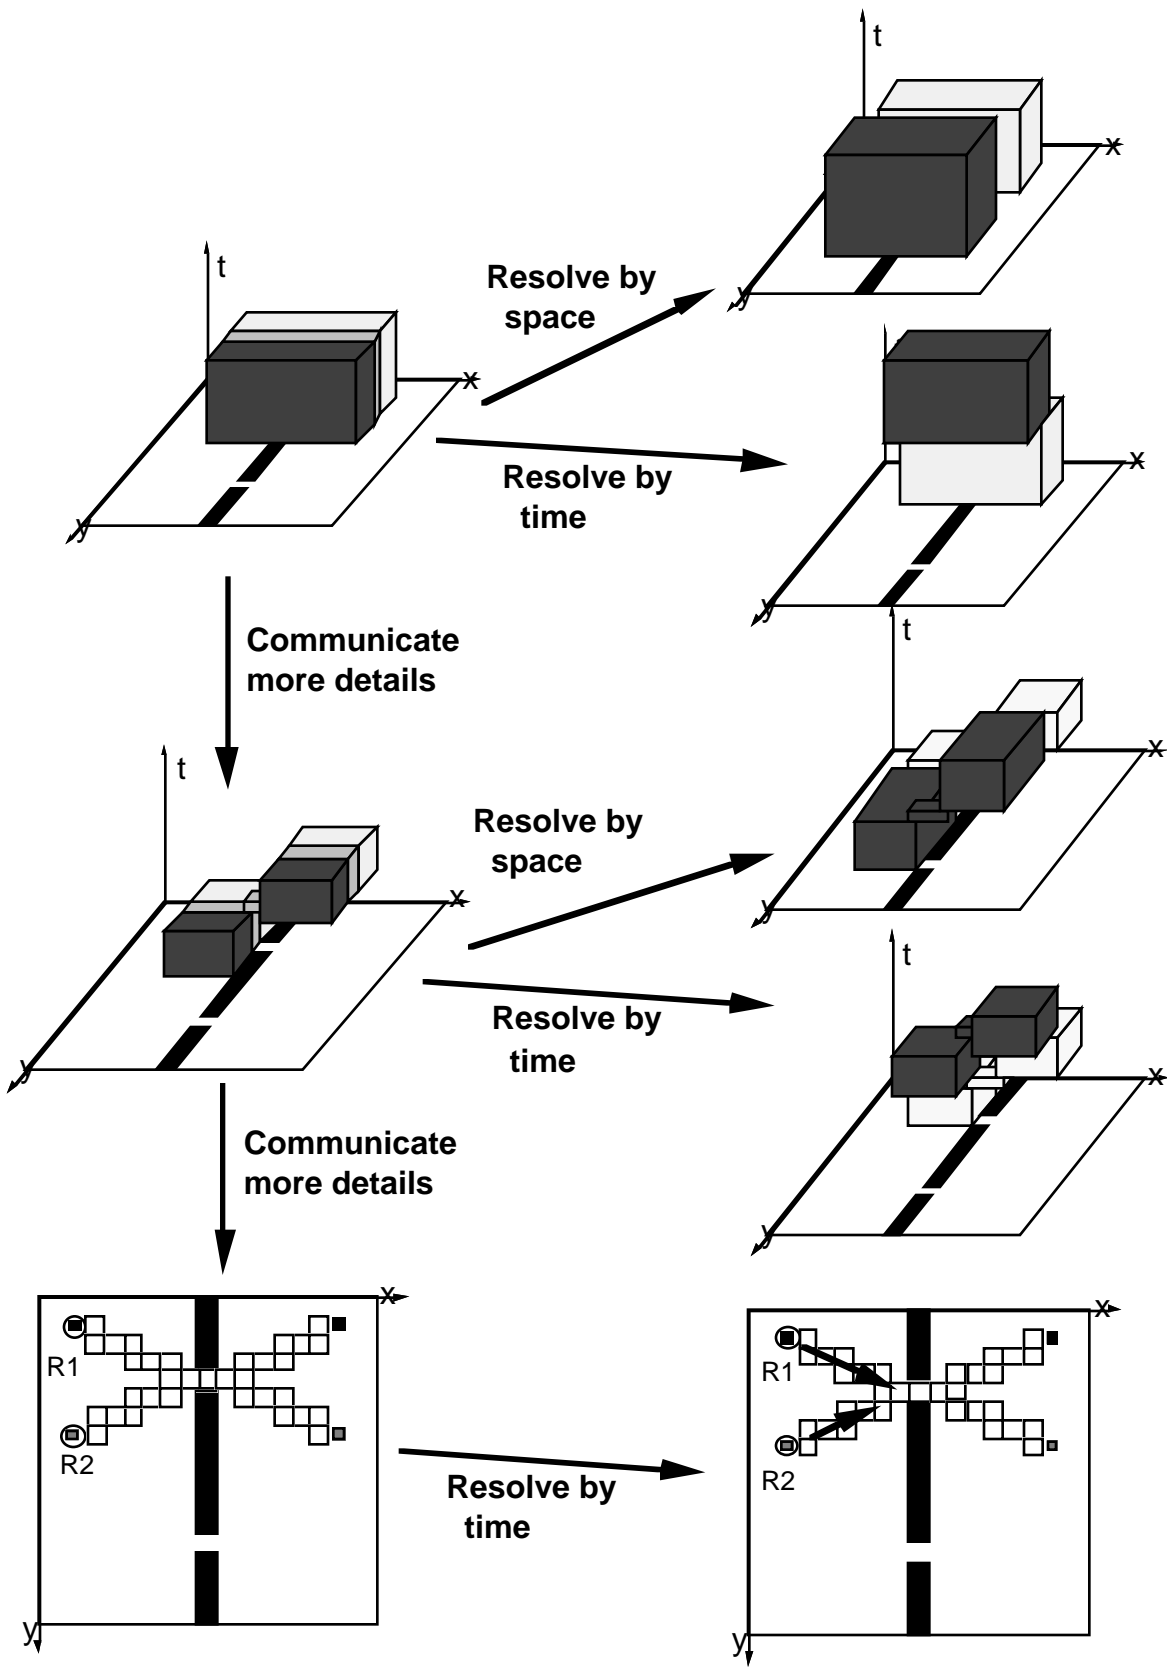 t
x
y
t
x
y
Resolve by
space
Resolve by
time
x
y
Communicate
more details
t
x
y
t
x
y
Resolve by
space
Resolve by
time
t
x
y
Communicate
more details
x
R1
R2
y
Resolve by
time
x
R1
R2
y